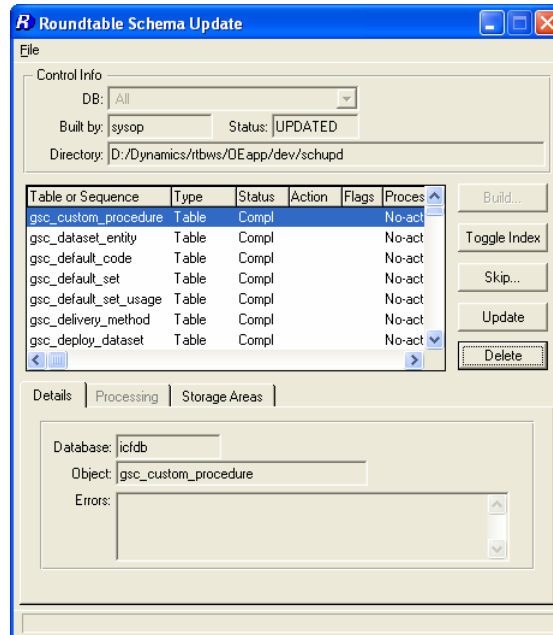 R Roundtable Schema Update
File
Control Info
DB: All
Built by: sysop Status: UPDATED
Directory: D:/Dynamics/rtbws/OEapp/dev/schupd
Table or Sequence Type Status Action Flags Proces
gsc_custom_procedure Table Compl No-act
gsc_dataset_entity Table Compl No-act
gsc_default_code Table Compl No-act
gsc_default_set Table Compl No-act
gsc_default_set_usage Table Compl No-act
gsc_delivery_method Table Compl No-act
gsc_deploy_dataset Table Compl No-act
Build...
Toggle Index
Skip...
Update
Delete
Details Processing Storage Areas
Database: icfdb
Object: gsc_custom_procedure
Errors: